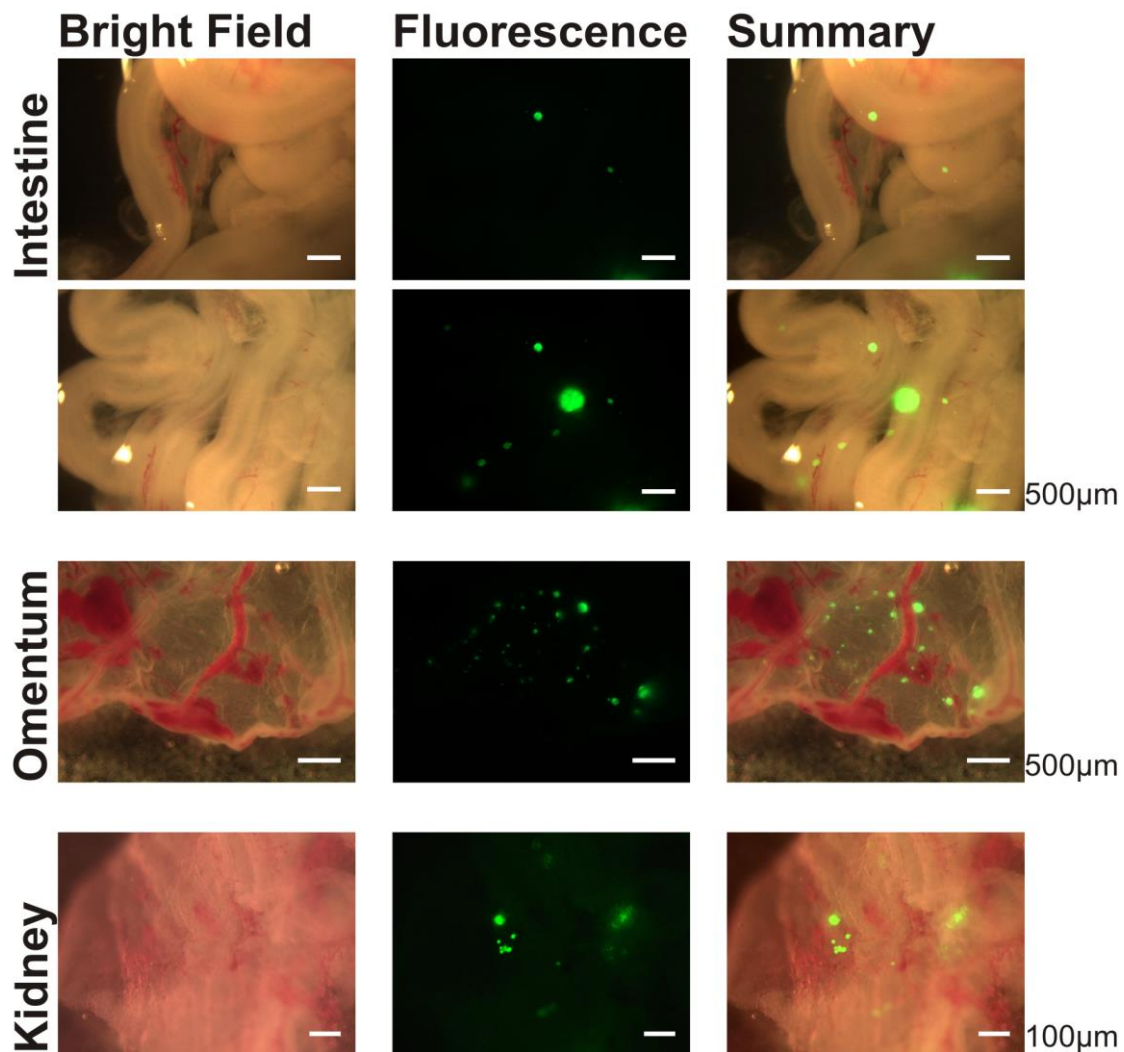 Bright Field
Fluorescence
Summary
Intestine
500µm
Omentum
500µm
Kidney
100µm